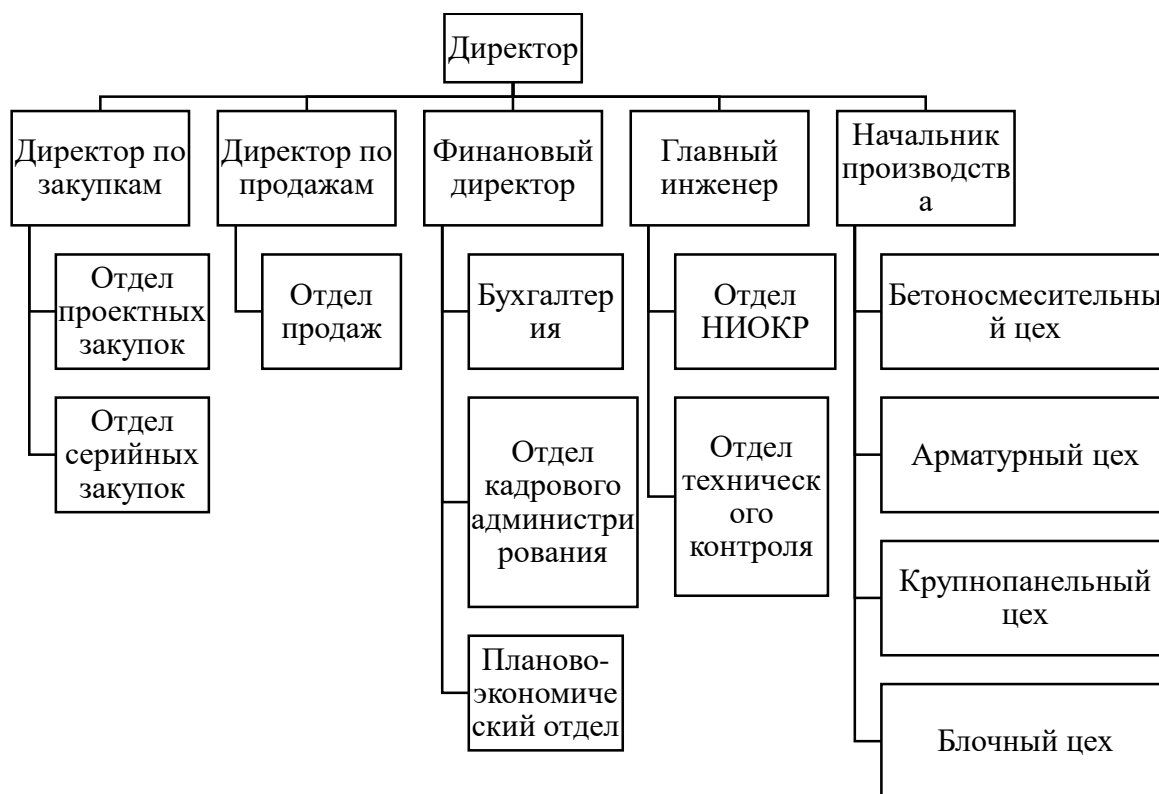 Директор
Директор по
закупкам
Отдел
проектных
закупок
Отдел
серийных
закупок
Директор по
продажам
Отдел
продаж
Финановый
директор
Бухгалтер
ия
Отдел
кадрового
администри
рования
Планово-
экономиче
ский отдел
Главный
инженер
Отдел
НИОКР
Отдел
техническ
ого
контроля
Начальник
производств
а
Бетоносмесительны
й цех
Арматурный цех
Крупнопанельный
цех
Блочный цех